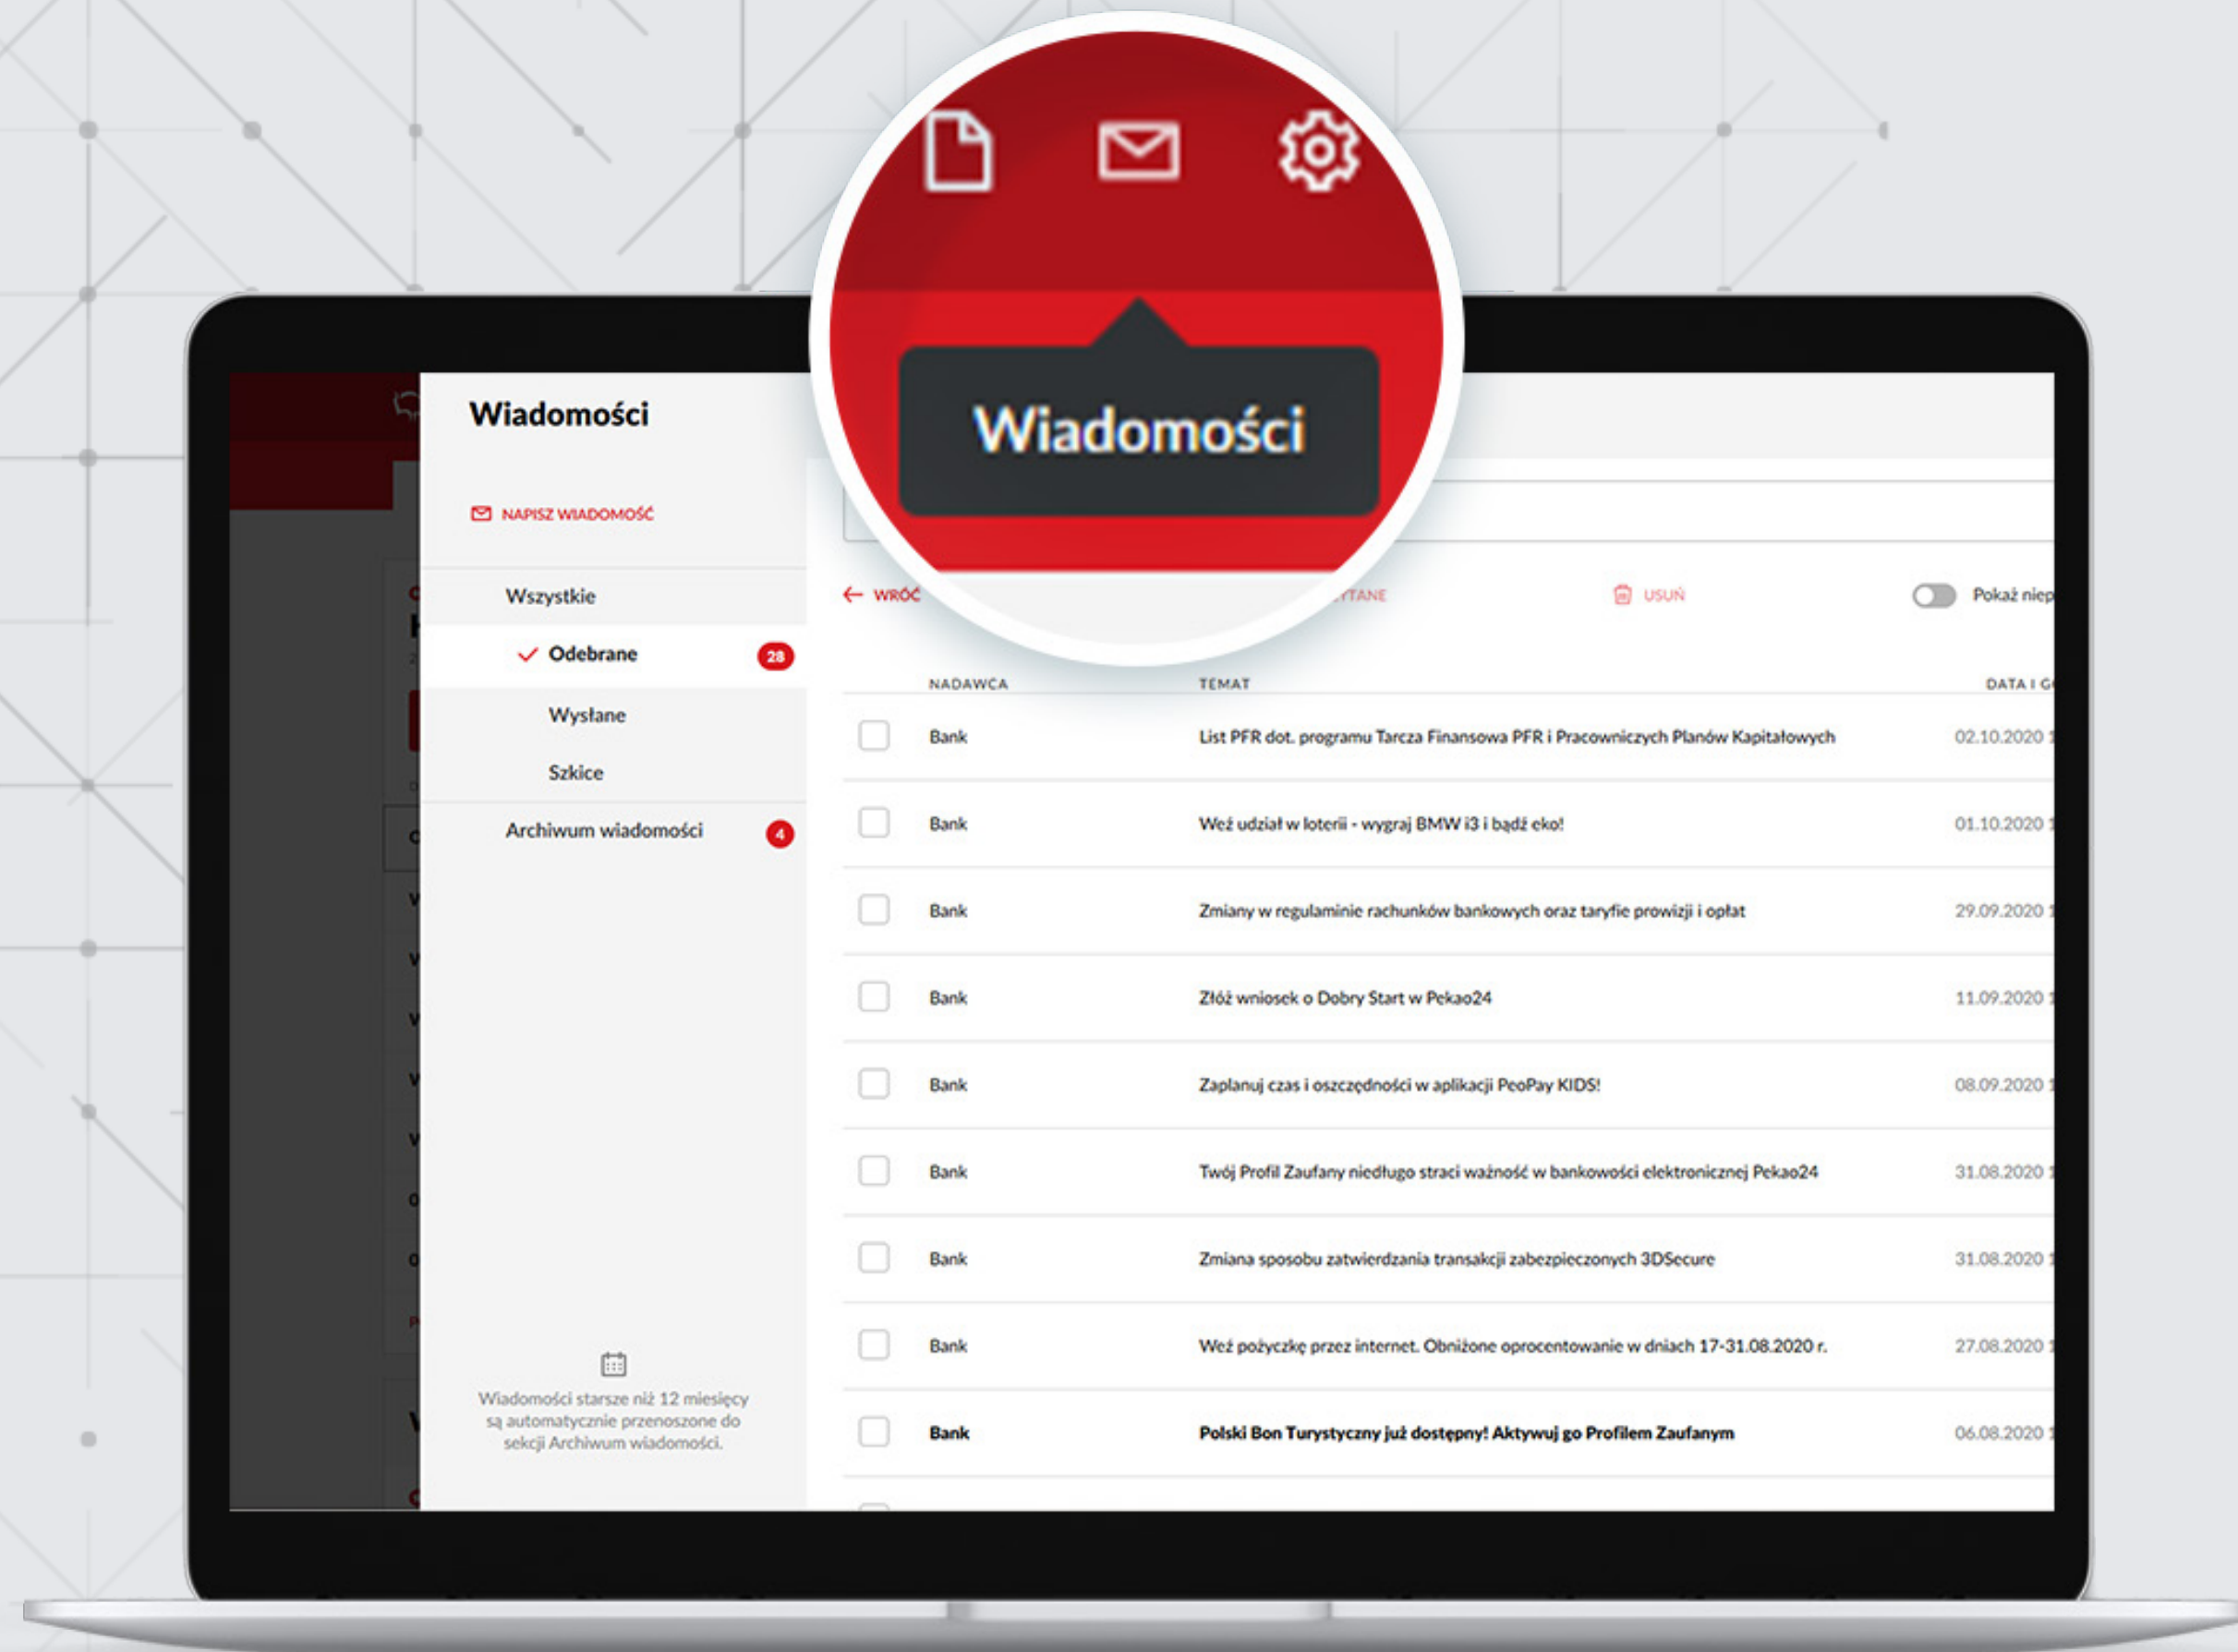 Wiadomości
Wiadomości
NAPISZ WIADOMOŚĆ
Wszystkie
Odebrane 28
Wysłane
Szkice
Archiwum wiadomości 4
Wiadomości starsze niż 12 miesięcy
są automatycznie przenoszone do
sekcji Archiwum wiadomości.
WRÓĆ USUŃ Pokaż
NADAWCA TEMAT DATA I
Bank List PFR dot. programu Tarcza Finansowa PFR i Pracowniczych Planów Kapitałowych 02.10.2020
Bank Weź udział w loterii - wygraj BMW i3 i bądź eko! 01.10.2020
Bank Zmiany w regulaminie rachunków bankowych oraz taryfie prowizji i opłat 29.09.2020
Bank Złóż wniosek o Dobry Start w Pekao24 11.09.2020
Bank Zaplanuj czas i oszczędności w aplikacji PeoPay KIDS! 08.09.2020
Bank Twój Profil Zaufany niedługo straci ważność w bankowości elektronicznej Pekao24 31.08.2020
Bank Zmiana sposobu zatwierdzania transakcji zabezpieczonych 3DSecure 31.08.2020
Bank Weź pożyczkę przez internet. Obniżone oprocentowanie w dniach 17-31.08.2020 r. 27.08.2020
Bank Polski Bon Turystyczny już dostępny! Aktywuj go Profilem Zaufanym 06.08.2020